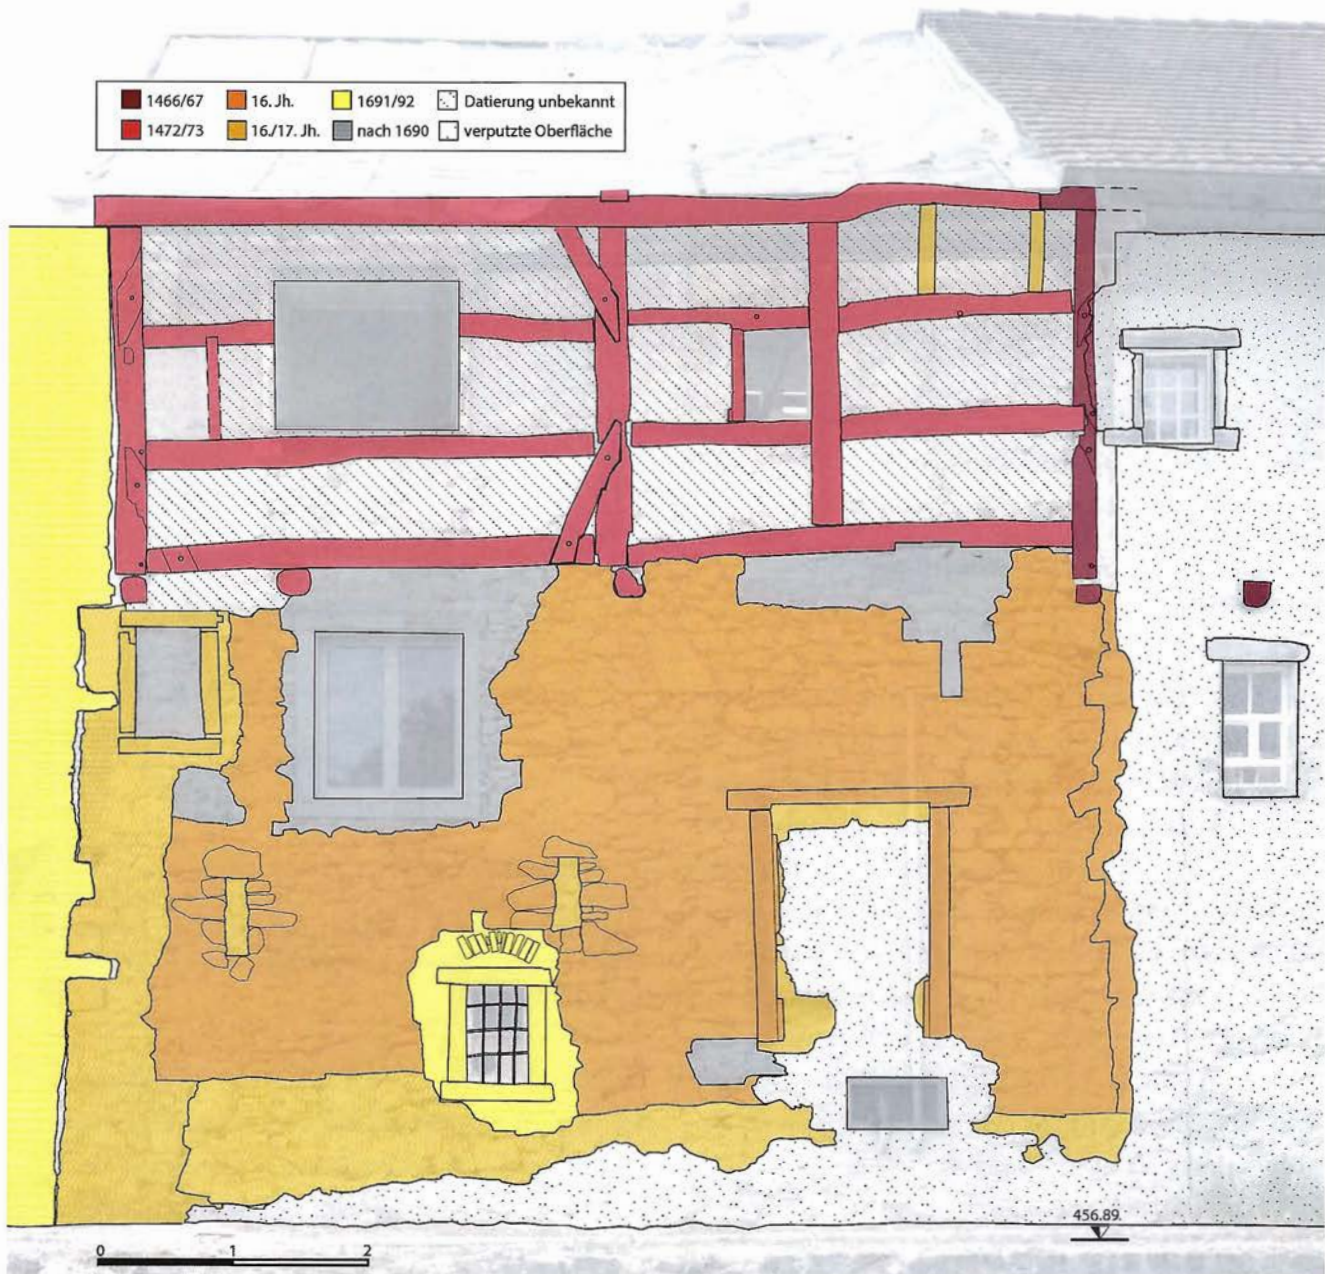 1466/67 16. Jh. 1691/92 Datierung unbekannt
1472/73 16./17. Jh. nach 1690 verputzte Oberfläche
456.89
0 1 2